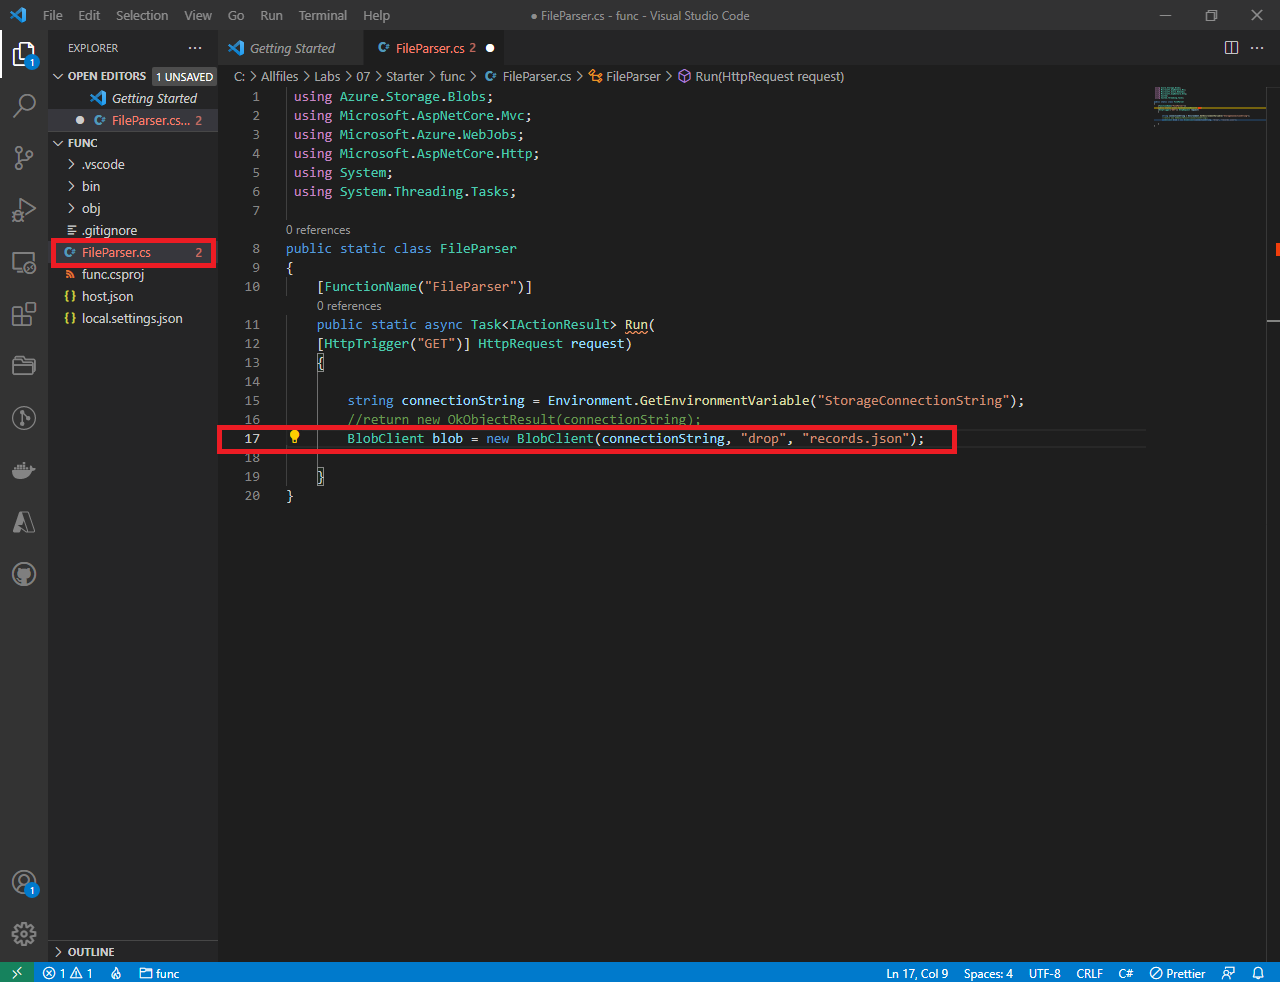 File Edit Selection View Go Run Terminal Help
● FileParser.cs - func - Visual Studio Code
EXPLORER
OPEN EDITORS 1 UNSAVED
Getting Started
● FileParser.cs... 2
FUNC
.vscode
bin
obj
.gitignore
FileParser.cs 2
func.csproj
host.json
local.settings.json
OUTLINE
1
1
Getting Started
FileParser.cs 2 ●
C: > Allfiles > Labs > 07 > Starter > func > FileParser.cs > FileParser > Run(HttpRequest request)
1 using Azure.Storage.Blobs;
2 using Microsoft.AspNetCore.Mvc;
3 using Microsoft.Azure.WebJobs;
4 using Microsoft.AspNetCore.Http;
5 using System;
6 using System.Threading.Tasks;
7
0 references
8 public static class FileParser
9 {
10 [FunctionName("FileParser")]
0 references
11 public static async Task<IActionResult> Run(
12 [HttpTrigger("GET")] HttpRequest request)
13 {
14
15 string connectionString = Environment.GetEnvironmentVariable("StorageConnectionString");
16 //return new OkObjectResult(connectionString);
17 BlobClient blob = new BlobClient(connectionString, "drop", "records.json");
18
19 }
20 }
1 1 func
Ln 17, Col 9 Spaces: 4 UTF-8 CRLF C# Prettier